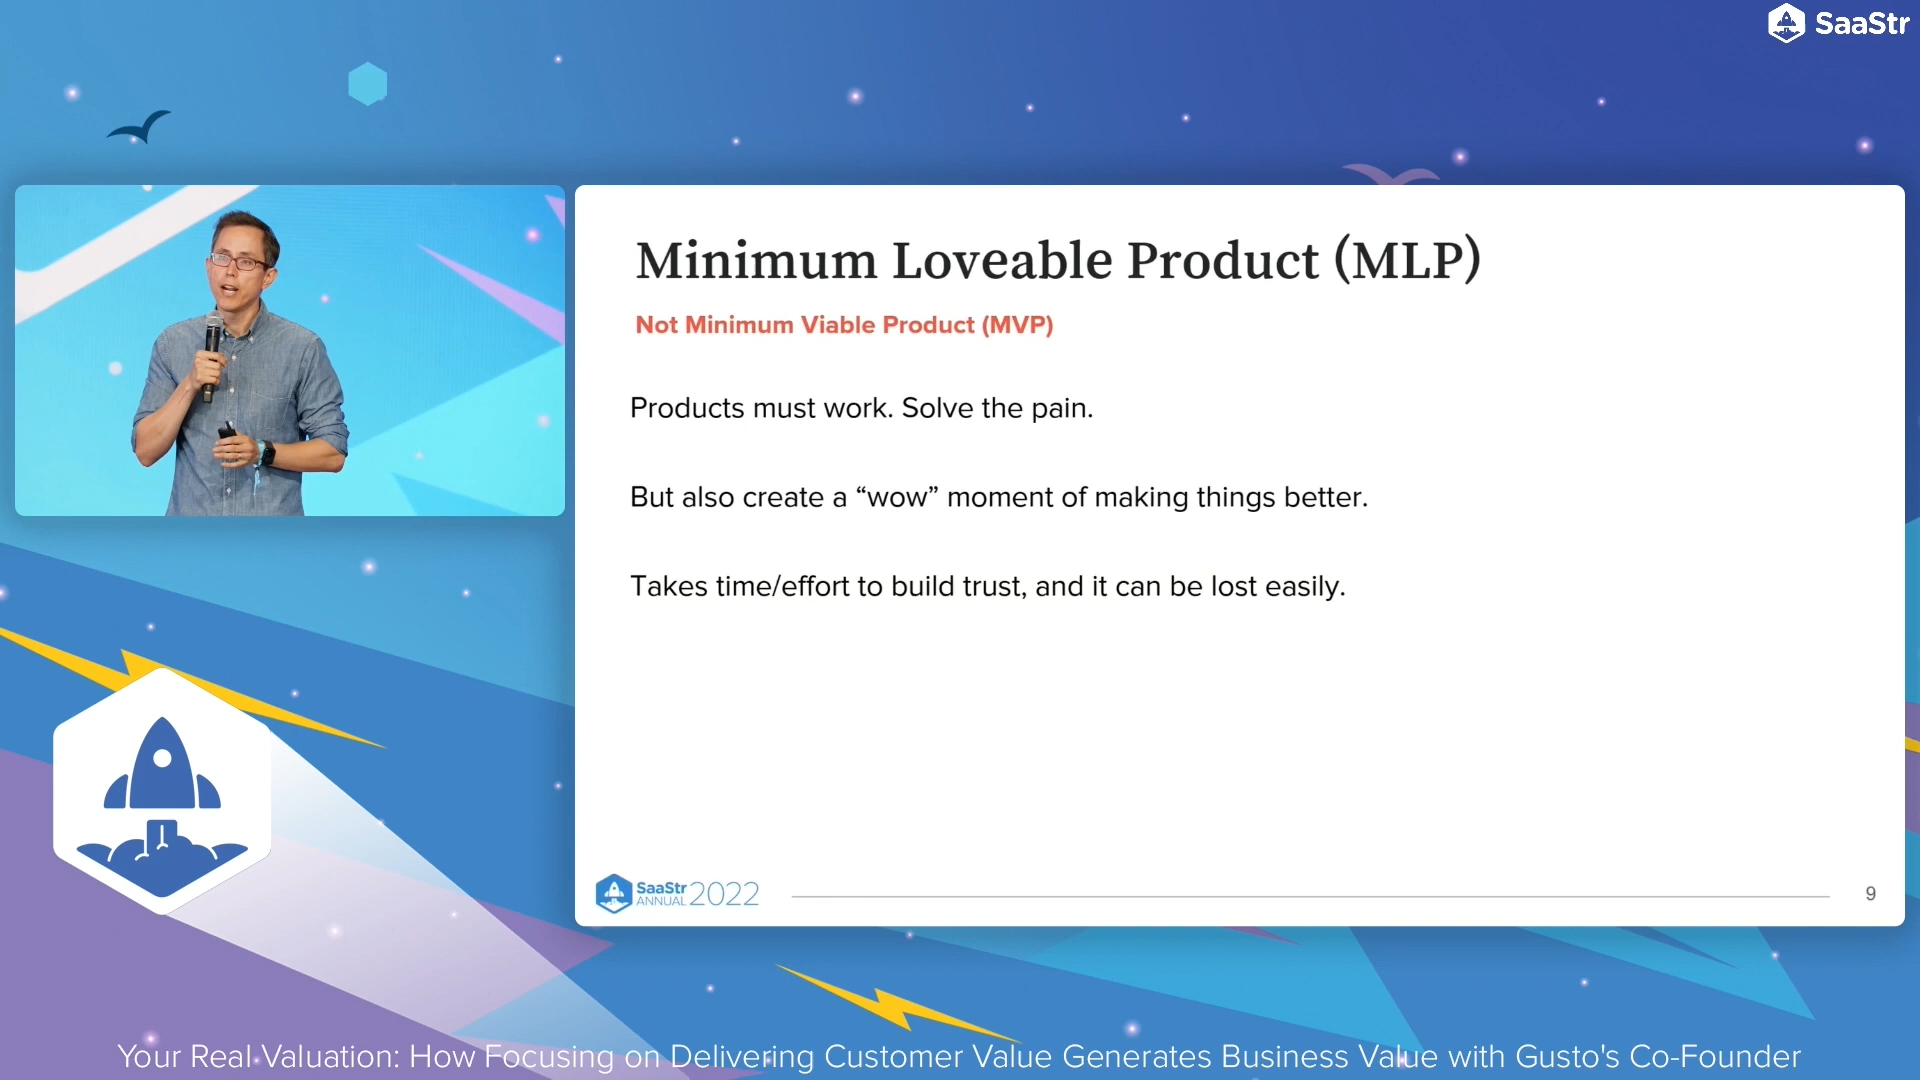 SaaStr
Minimum Loveable Product (MLP)
Not Minimum Viable Product (MVP)
Products must work. Solve the pain.
But also create a “wow” moment of making things better.
Takes time/effort to build trust, and it can be lost easily.
SaaStr
ANNUAL 2022
9
Your Real Valuation: How Focusing on Delivering Customer Value Generates Business Value with Gusto's Co-Founder